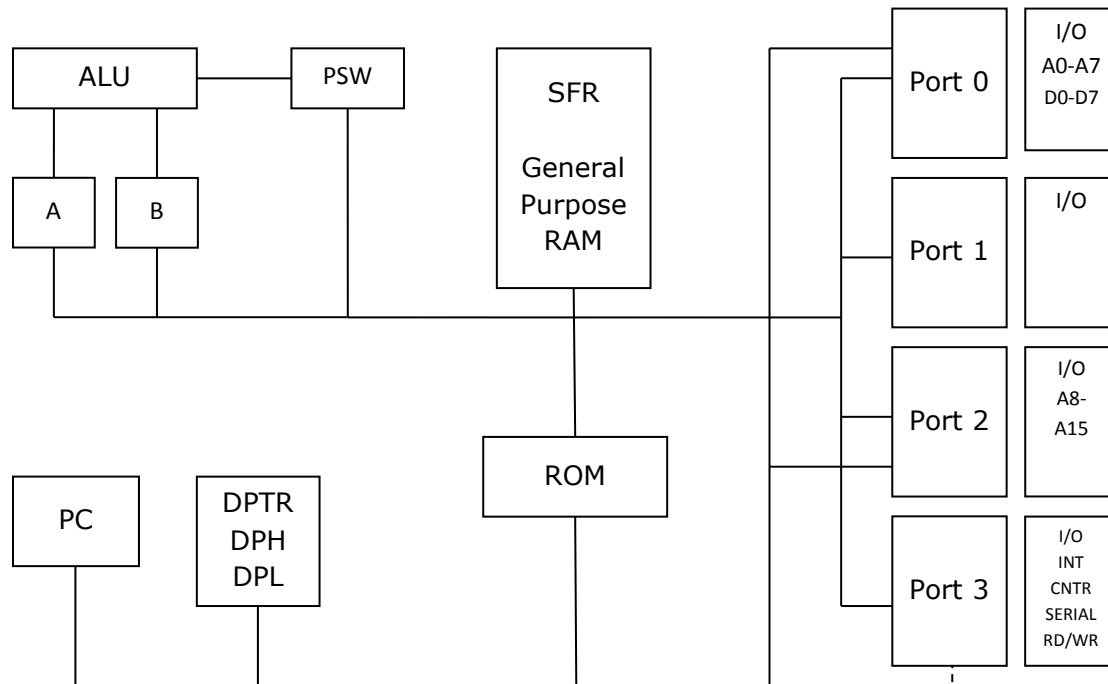 ALU
PSW
A
B
SFR
General
Purpose
RAM
ROM
PC
DPTR
DPH
DPL
Port 0
I/O
A0-A7
D0-D7
Port 1
I/O
Port 2
I/O
A8-
A15
Port 3
I/O
INT
CNTR
SERIAL
RD/WR